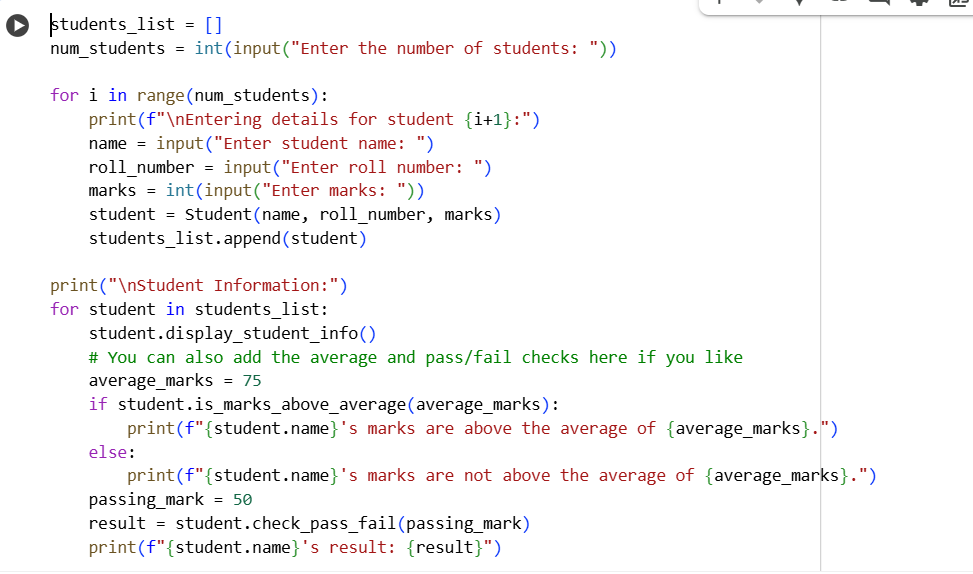 students_list = []
num_students = int(input("Enter the number of students: "))

for i in range(num_students):
    print(f"\nEntering details for student {i+1}:")
    name = input("Enter student name: ")
    roll_number = input("Enter roll number: ")
    marks = int(input("Enter marks: "))
    student = Student(name, roll_number, marks)
    students_list.append(student)

print("\nStudent Information:")
for student in students_list:
    student.display_student_info()
    # You can also add the average and pass/fail checks here if you like
    average_marks = 75
    if student.is_marks_above_average(average_marks):
        print(f"{student.name}'s marks are above the average of {average_marks}.")
    else:
        print(f"{student.name}'s marks are not above the average of {average_marks}.")
    passing_mark = 50
    result = student.check_pass_fail(passing_mark)
    print(f"{student.name}'s result: {result}")